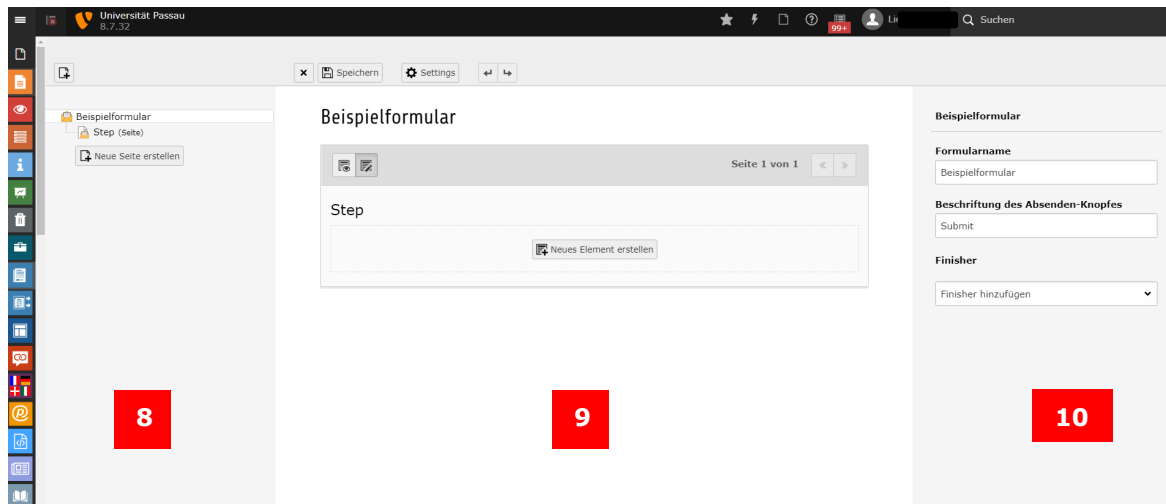 Universität Passau
8.7.32
99+
Suchen
Speichern
Settings
Beispielformular
Step (Seite)
Neue Seite erstellen
Beispielformular
Seite 1 von 1
Step
Neues Element erstellen
Beispielformular
Formularname
Beispielformular
Beschriftung des Absenden-Knopfes
Submit
Finisher
Finisher hinzufügen
8
9
10